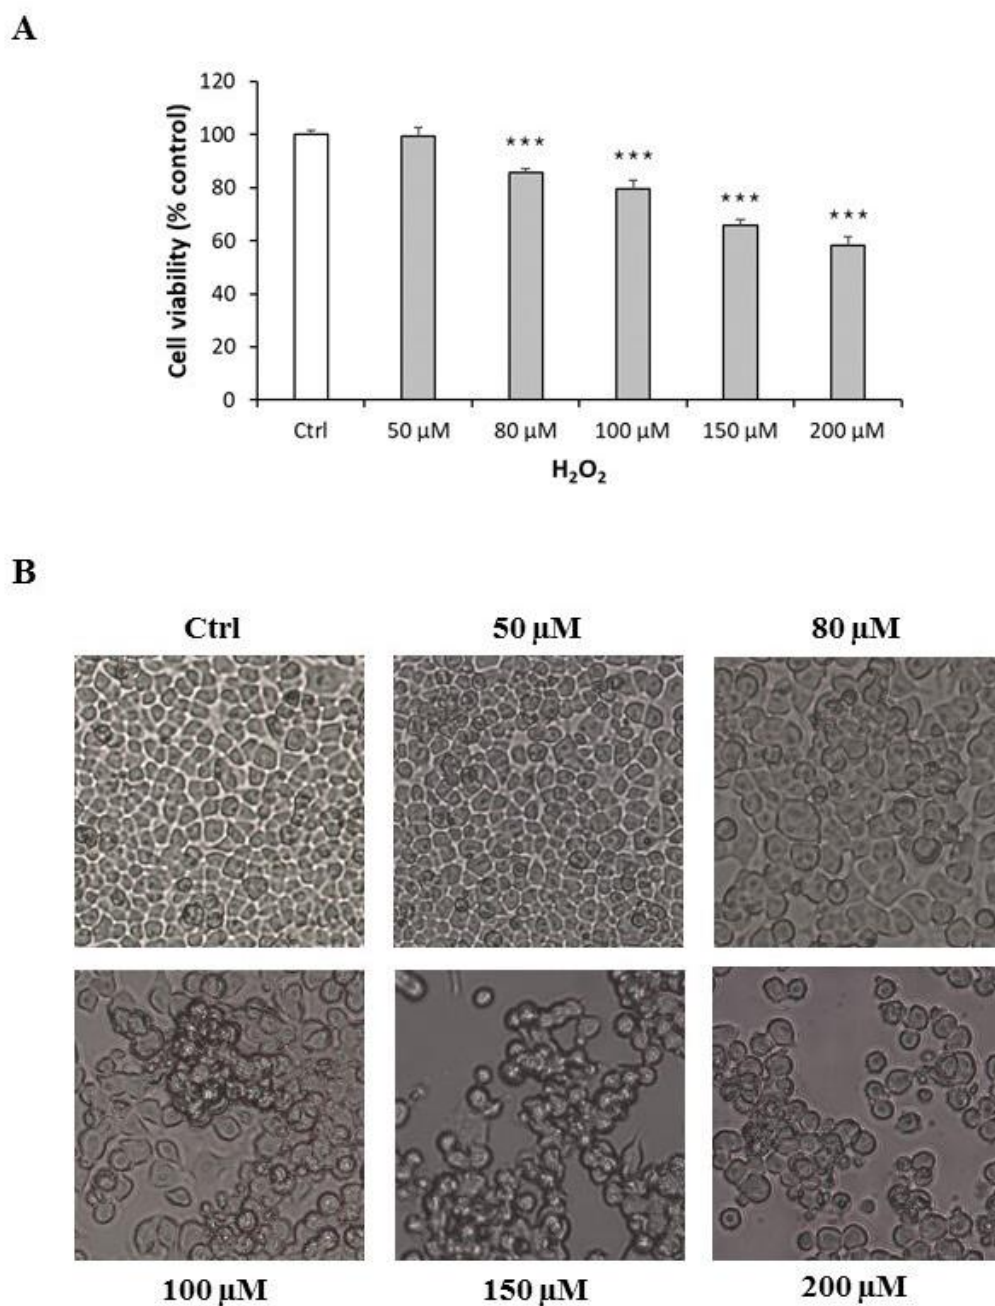 A
120
100
80
60
40
20
0
Cell viability (% control)
***
***
***
***
Ctrl 50 µM 80 µM 100 µM 150 µM 200 µM
H₂O₂
B
Ctrl 50 µM 80 µM
100 µM 150 µM 200 µM